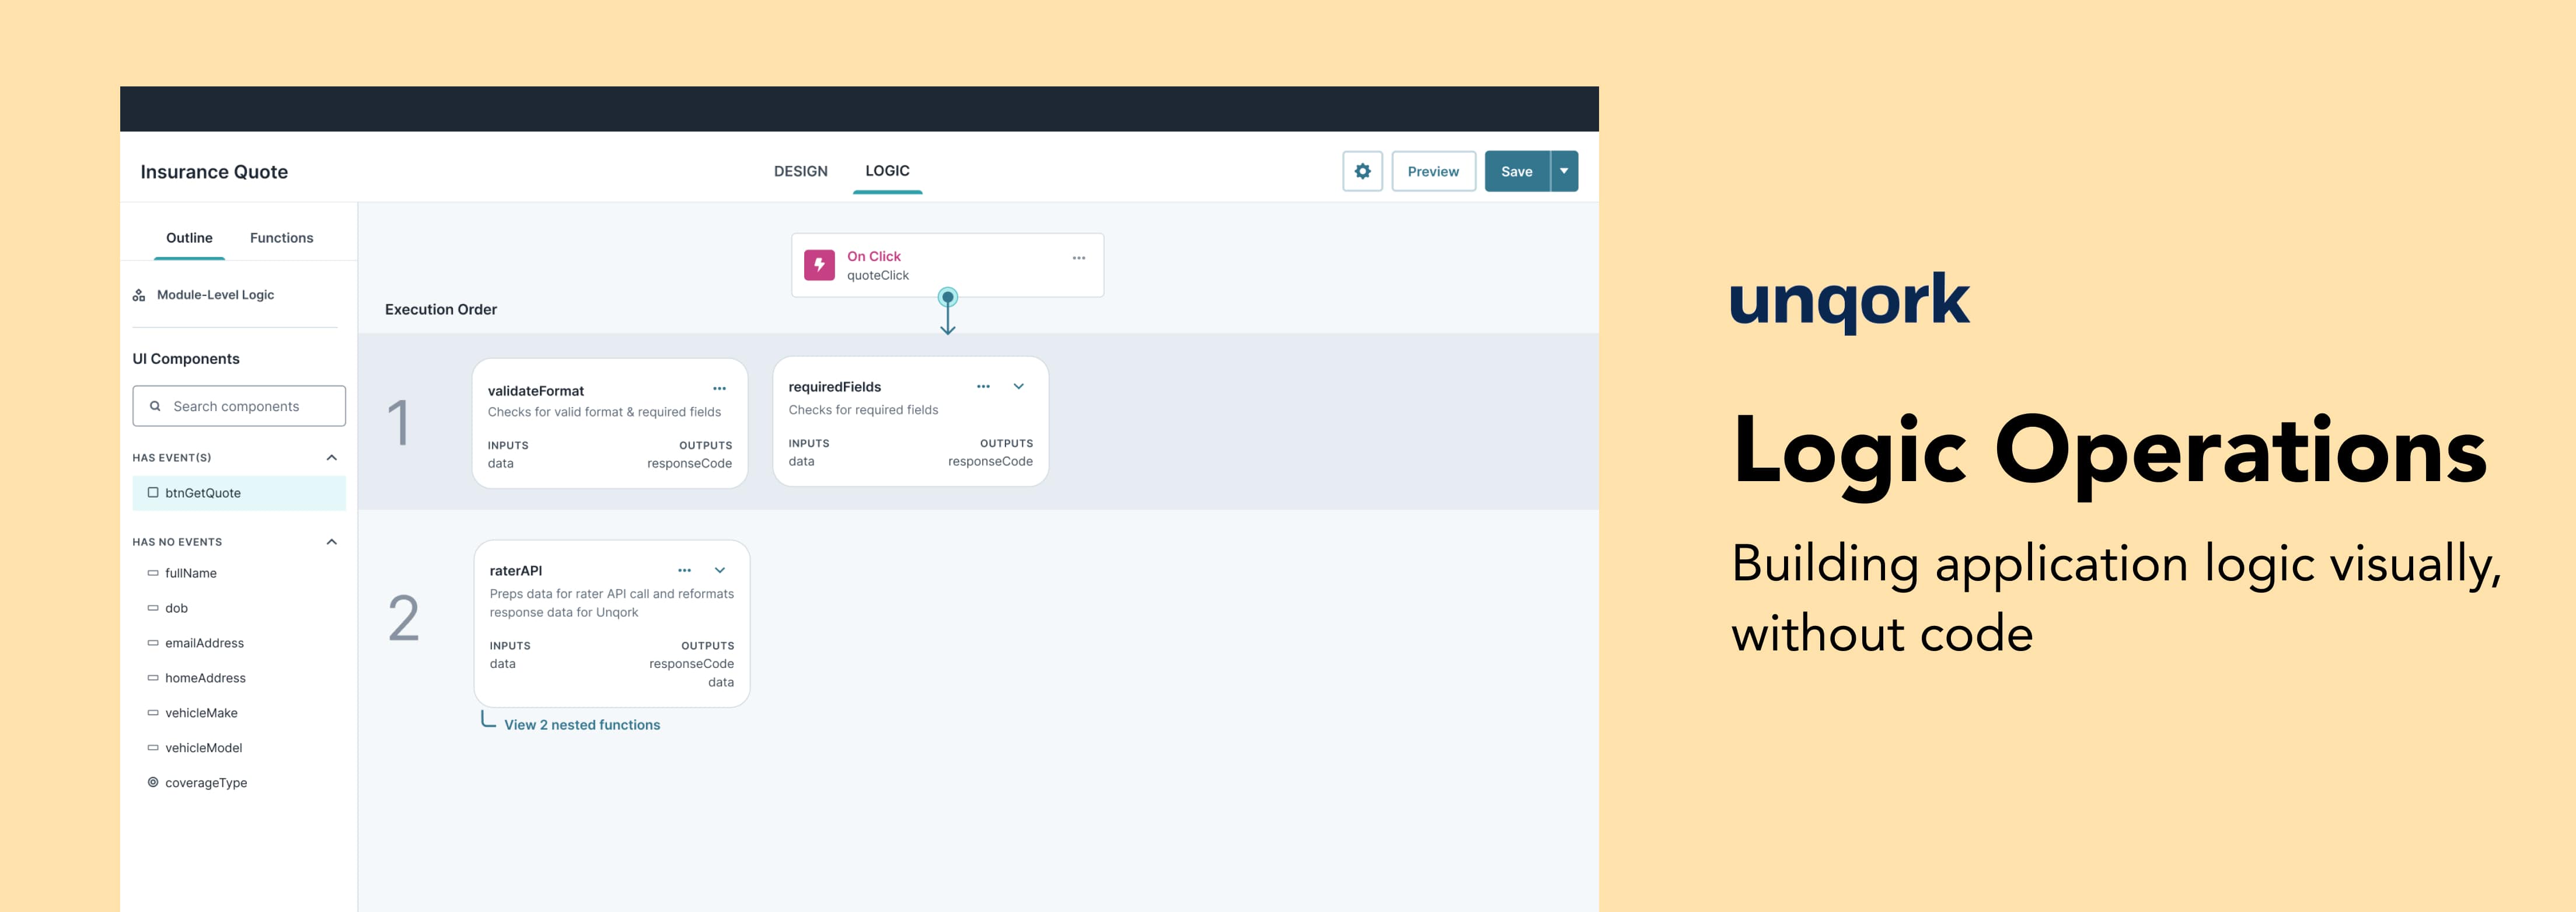 Insurance Quote
DESIGN
LOGIC
Preview
Save
Outline
Functions
Module-Level Logic
UI Components
Search components
HAS EVENT(S)
btnGetQuote
HAS NO EVENTS
fullName
dob
emailAddress
homeAddress
vehicleMake
vehicleModel
coverageType
On Click
quoteClick
Execution Order
1
validateFormat
Checks for valid format & required fields
INPUTS
OUTPUTS
data
responseCode
requiredFields
Checks for required fields
INPUTS
OUTPUTS
data
responseCode
2
raterAPI
Preps data for rater API call and reformats
response data for Unqork
INPUTS
OUTPUTS
data
responseCode
data
View 2 nested functions
unqork
Logic Operations
Building application logic visually,
without code